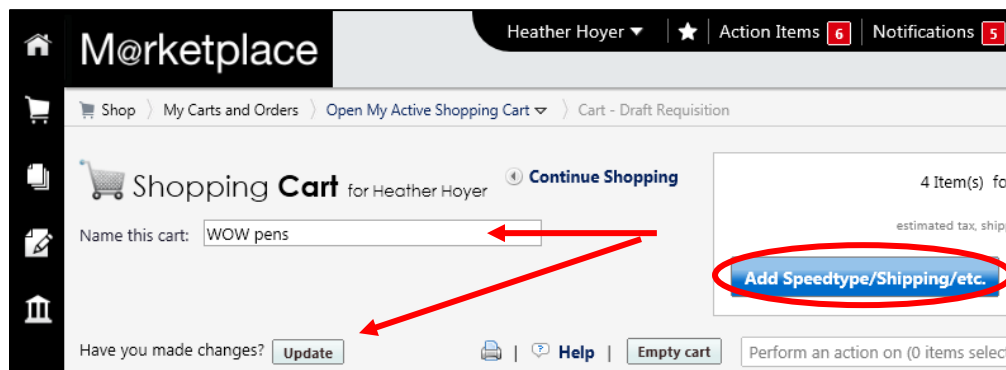 Heather Hoyer Action Items 6 Notifications 5
M@rketplace
Shop My Carts and Orders Open My Active Shopping Cart Cart - Draft Requisition
Shopping Cart for Heather Hoyer Continue Shopping
4 Item(s)
Name this cart: WOW pens
estimated tax,
Add Speedtype/Shipping/etc.
Have you made changes? Update | Help | Empty cart Perform an action on (0 items